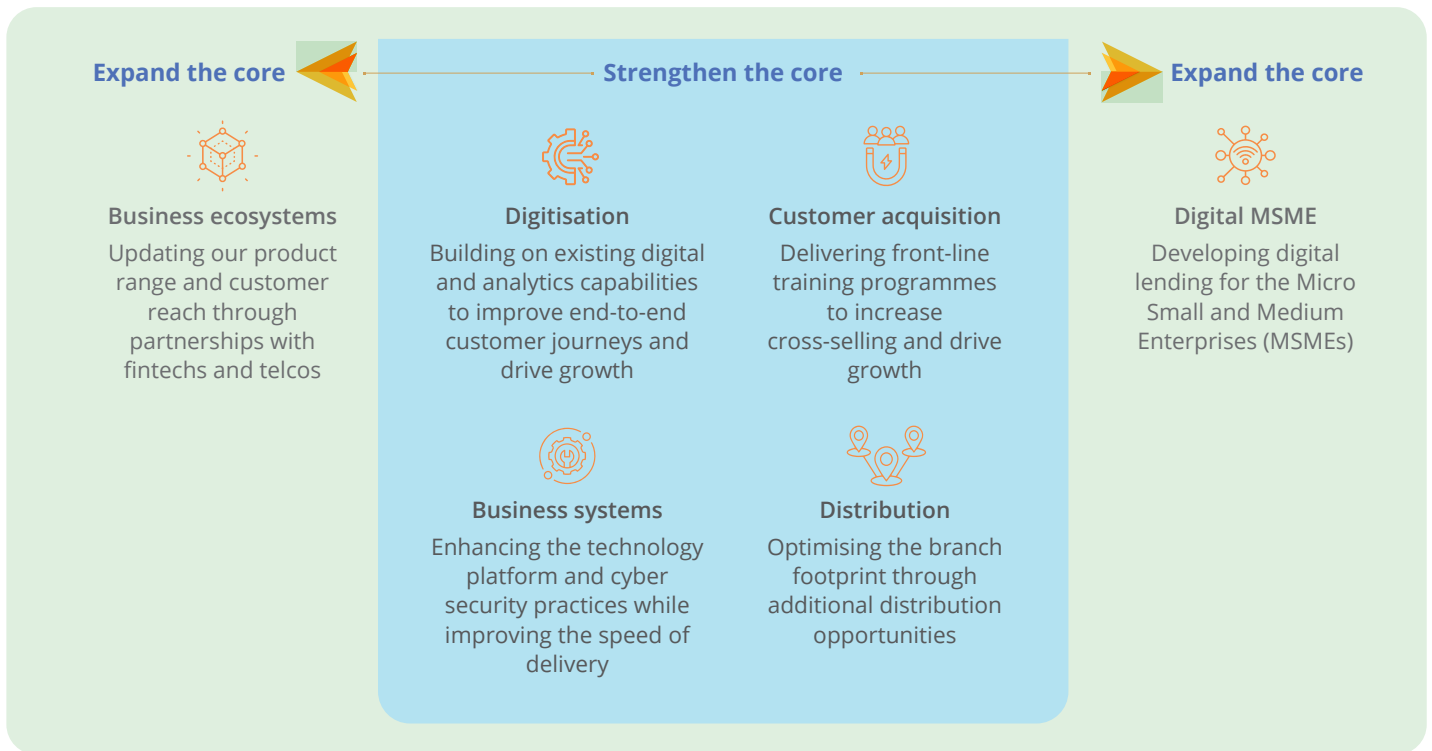 Expand the core
Strengthen the core
Expand the core
Business ecosystems
Updating our product
range and customer
reach through
partnerships with
fintechs and telcos
Digitisation
Building on existing digital
and analytics capabilities
to improve end-to-end
customer journeys and
drive growth
Customer acquisition
Delivering front-line
training programmes
to increase
cross-selling and drive
growth
Digital MSME
Developing digital
lending for the Micro
Small and Medium
Enterprises (MSMEs)
Business systems
Enhancing the technology
platform and cyber
security practices while
improving the speed of
delivery
Distribution
Optimising the branch
footprint through
additional distribution
opportunities